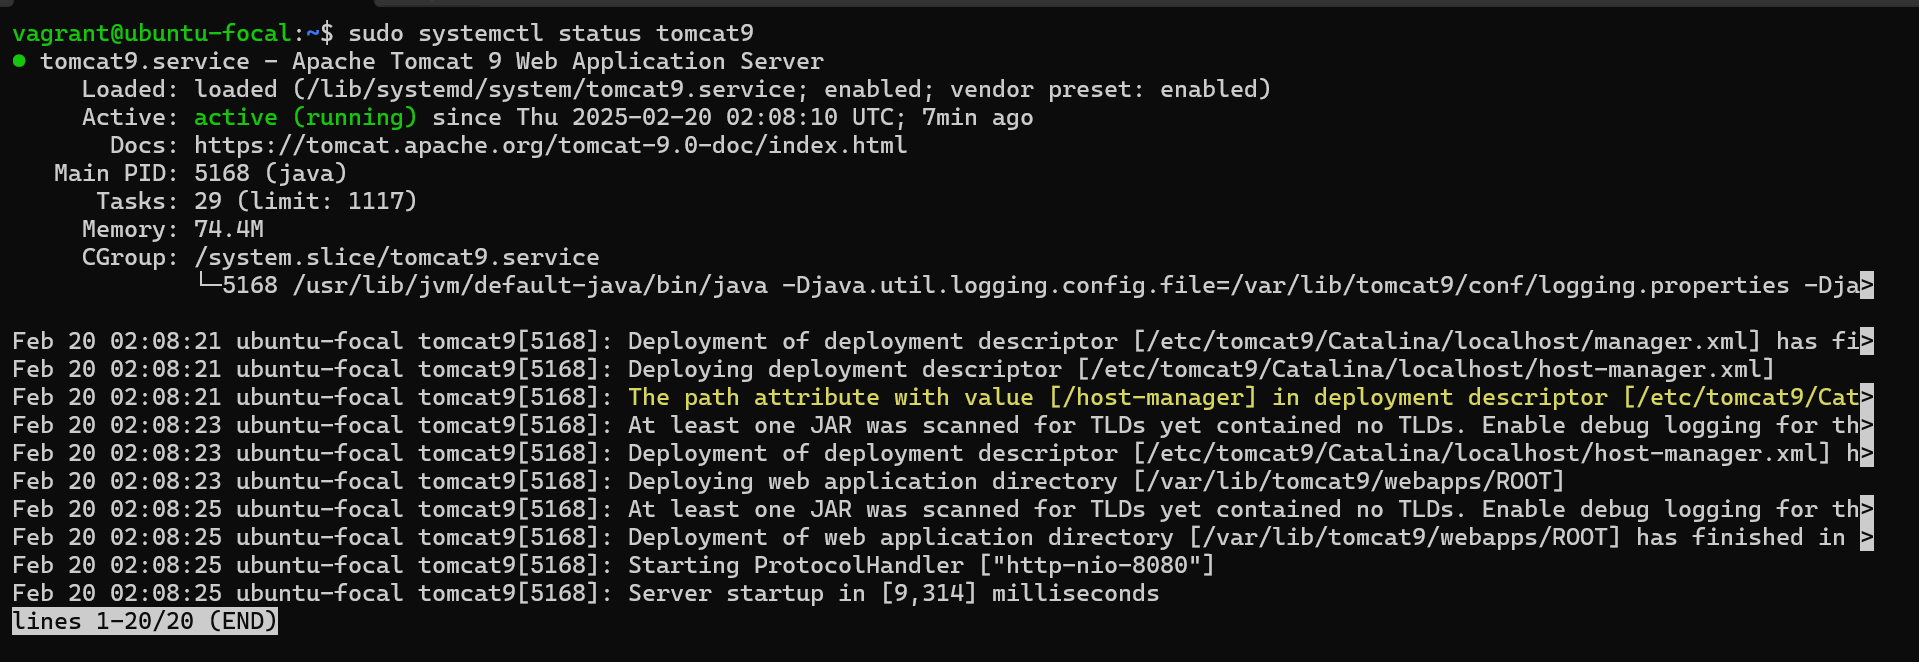 vagrant@ubuntu-focal:~$ sudo systemctl status tomcat9
● tomcat9.service - Apache Tomcat 9 Web Application Server
     Loaded: loaded (/lib/systemd/system/tomcat9.service; enabled; vendor preset: enabled)
     Active: active (running) since Thu 2025-02-20 02:08:10 UTC; 7min ago
       Docs: https://tomcat.apache.org/tomcat-9.0-doc/index.html
   Main PID: 5168 (java)
      Tasks: 29 (limit: 1117)
     Memory: 74.4M
     CGroup: /system.slice/tomcat9.service
             └─5168 /usr/lib/jvm/default-java/bin/java -Djava.util.logging.config.file=/var/lib/tomcat9/conf/logging.properties -Dja>

Feb 20 02:08:21 ubuntu-focal tomcat9[5168]: Deployment of deployment descriptor [/etc/tomcat9/Catalina/localhost/manager.xml] has fi>
Feb 20 02:08:21 ubuntu-focal tomcat9[5168]: Deploying deployment descriptor [/etc/tomcat9/Catalina/localhost/host-manager.xml]
Feb 20 02:08:21 ubuntu-focal tomcat9[5168]: The path attribute with value [/host-manager] in deployment descriptor [/etc/tomcat9/Cat>
Feb 20 02:08:23 ubuntu-focal tomcat9[5168]: At least one JAR was scanned for TLDs yet contained no TLDs. Enable debug logging for th>
Feb 20 02:08:23 ubuntu-focal tomcat9[5168]: Deployment of deployment descriptor [/etc/tomcat9/Catalina/localhost/host-manager.xml] h>
Feb 20 02:08:23 ubuntu-focal tomcat9[5168]: Deploying web application directory [/var/lib/tomcat9/webapps/ROOT]
Feb 20 02:08:25 ubuntu-focal tomcat9[5168]: At least one JAR was scanned for TLDs yet contained no TLDs. Enable debug logging for th>
Feb 20 02:08:25 ubuntu-focal tomcat9[5168]: Deployment of web application directory [/var/lib/tomcat9/webapps/ROOT] has finished in >
Feb 20 02:08:25 ubuntu-focal tomcat9[5168]: Starting ProtocolHandler ["http-nio-8080"]
Feb 20 02:08:25 ubuntu-focal tomcat9[5168]: Server startup in [9,314] milliseconds
lines 1-20/20 (END)